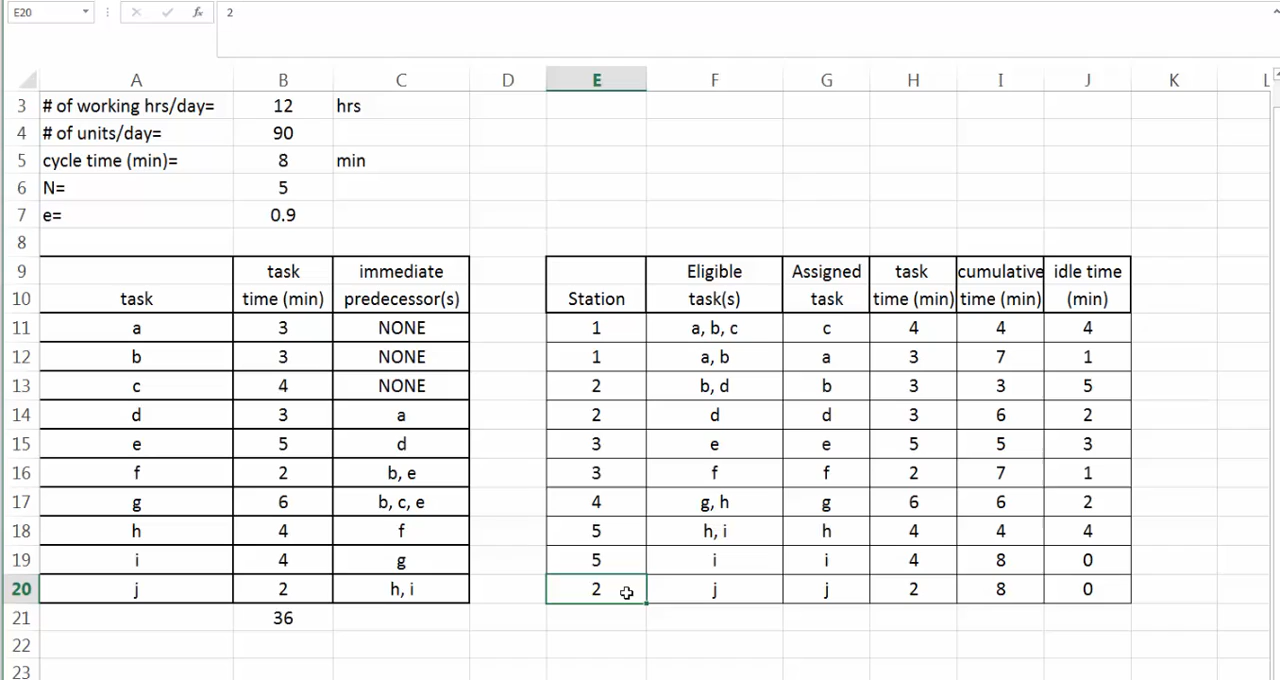 E20 fx 2
A B C D E F G H I J K L
3 # of working hrs/day= 12 hrs
4 # of units/day= 90
5 cycle time (min)= 8 min
6 N= 5
7 e= 0.9
8
9 task immediate Eligible Assigned task cumulative idle time
10 task time (min) predecessor(s) Station task(s) task time (min) time (min) (min)
11 a 3 NONE 1 a, b, c c 4 4 4
12 b 3 NONE 1 a, b a 3 7 1
13 c 4 NONE 2 b, d b 3 3 5
14 d 3 a 2 d d 3 6 2
15 e 5 d 3 e e 5 5 3
16 f 2 b, e 3 f f 2 7 1
17 g 6 b, c, e 4 g, h g 6 6 2
18 h 4 f 5 h, i h 4 4 4
19 i 4 g 5 i i 4 8 0
20 j 2 h, i 2 j j 2 8 0
21 36
22
23